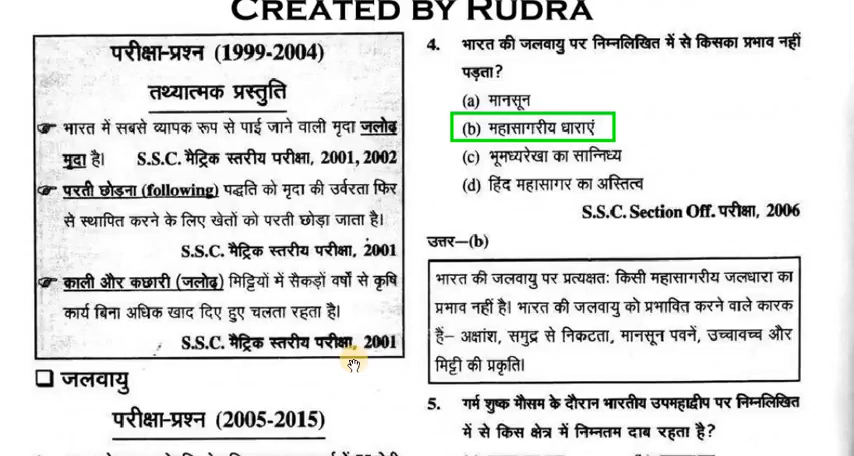 CREATED BY RUDRA
परीक्षा-प्रश्न (1999-2004)
तथ्यात्मक प्रस्तुति
☞ भारत में सबसे व्यापक रूप से पाई जाने वाली मृदा जलोढ़
मृदा है। S.S.C. मैट्रिक स्तरीय परीक्षा, 2001, 2002
☞ परती छोड़ना (following) पद्धति को मृदा की उर्वरता फिर
से स्थापित करने के लिए खेतों को परती छोड़ा जाता है।
S.S.C. मैट्रिक स्तरीय परीक्षा, 2001
☞ काली और कछारी (जलोढ़) मिट्टियों में सैकड़ों वर्षों से कृषि
कार्य बिना अधिक खाद दिए हुए चलता रहता है।
S.S.C. मैट्रिक स्तरीय परीक्षा, 2001
❑ जलवायु
परीक्षा-प्रश्न (2005-2015)
4. भारत की जलवायु पर निम्नलिखित में से किसका प्रभाव नहीं
पड़ता?
(a) मानसून
(b) महासागरीय धाराएं
(c) भूमध्यरेखा का सान्निध्य
(d) हिंद महासागर का अस्तित्व
S.S.C. Section Off. परीक्षा, 2006
उत्तर—(b)
भारत की जलवायु पर प्रत्यक्षतः किसी महासागरीय जलधारा का
प्रभाव नहीं है। भारत की जलवायु को प्रभावित करने वाले कारक
हैं– अक्षांश, समुद्र से निकटता, मानसून पवनें, उच्चावच्च और
मिट्टी की प्रकृति।
5. गर्म शुष्क मौसम के दौरान भारतीय उपमहाद्वीप पर निम्नलिखित
में से किस क्षेत्र में निम्नतम दाब रहता है?